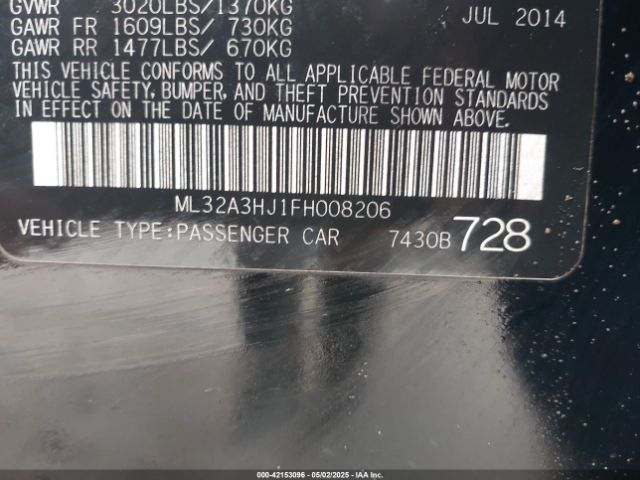 GVWR 3020LBS/1370KG
JUL 2014
GAWR FR 1609LBS/ 730KG
GAWR RR 1477LBS/ 670KG
THIS VEHICLE CONFORMS TO ALL APPLICABLE FEDERAL MOTOR
VEHICLE SAFETY, BUMPER, AND THEFT PREVENTION STANDARDS
IN EFFECT ON THE DATE OF MANUFACTURE SHOWN ABOVE.
ML32A3HJ1FH008206
VEHICLE TYPE:PASSENGER CAR 7430B 728
000-42153096 - 05/02/2025 - IAAI.com